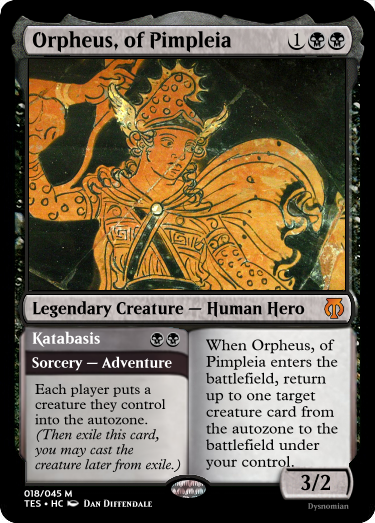 Orpheus, of Pimpleia 1
Legendary Creature — Human Hero
Katabasis
Sorcery — Adventure
Each player puts a
creature they control
into the autozone.
(Then exile this card,
you may cast the
creature later from exile.)
When Orpheus, of
Pimpleia enters the
battlefield, return
up to one target
creature card from
the autozone to the
battlefield under
your control.
3/2
018/045 M
TES • HC Dan Diffendale
Dysnomian